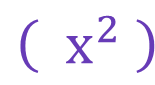 ( x² )